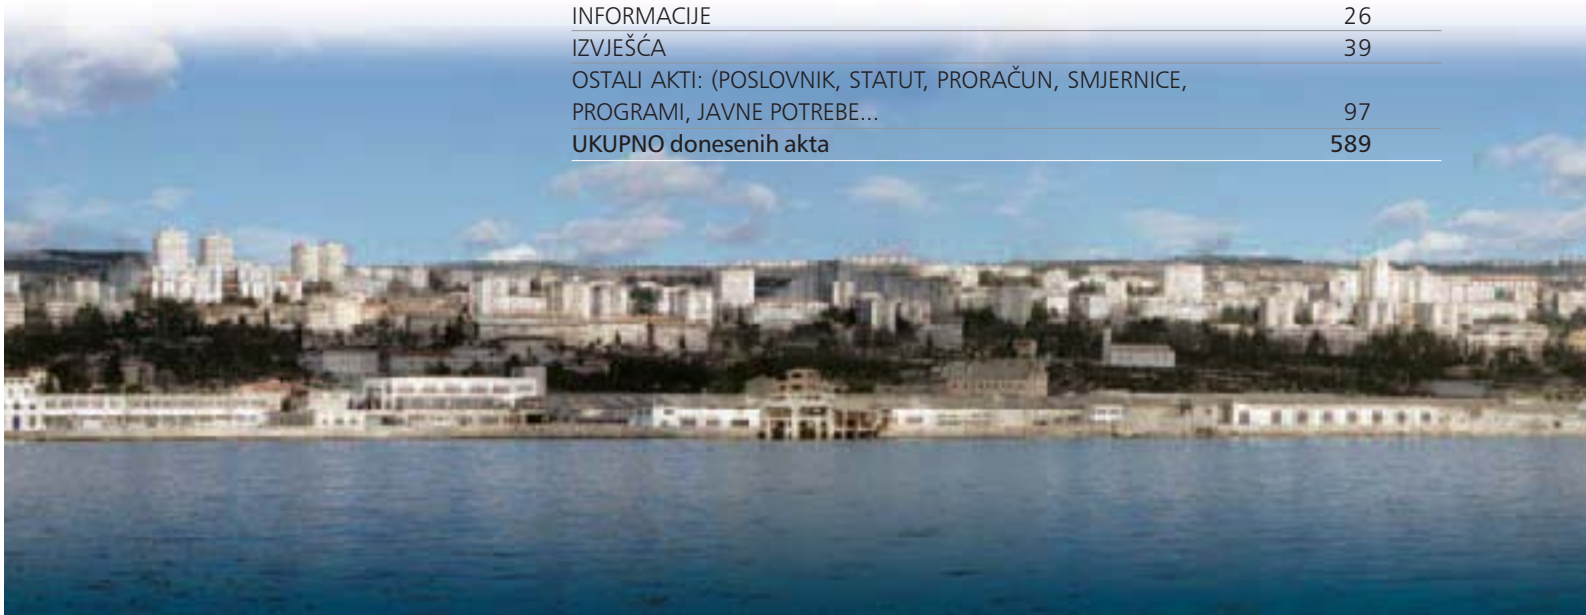 INFORMACIJE 26
IZVJEŠĆA 39
OSTALI AKTI: (POSLOVNIK, STATUT, PRORAČUN, SMJERNICE,
PROGRAMI, JAVNE POTREBE... 97
UKUPNO donesenih akta 589